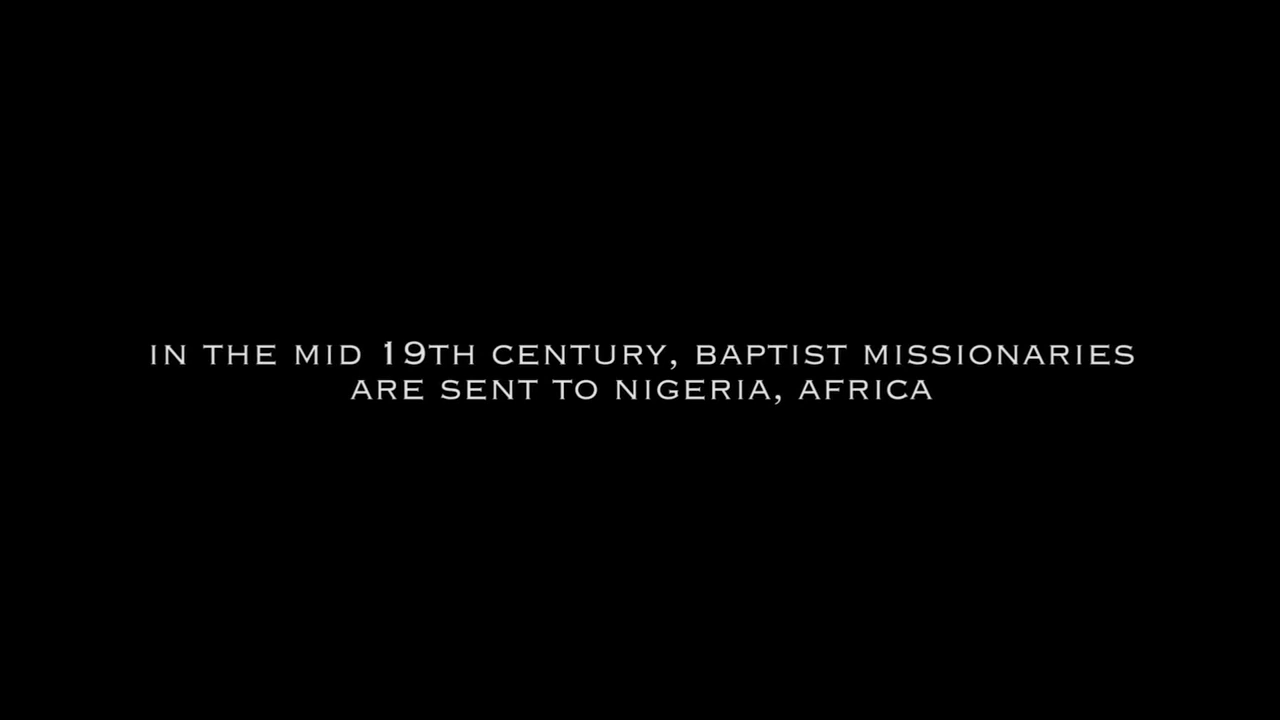 IN THE MID 19TH CENTURY, BAPTIST MISSIONARIES
ARE SENT TO NIGERIA, AFRICA